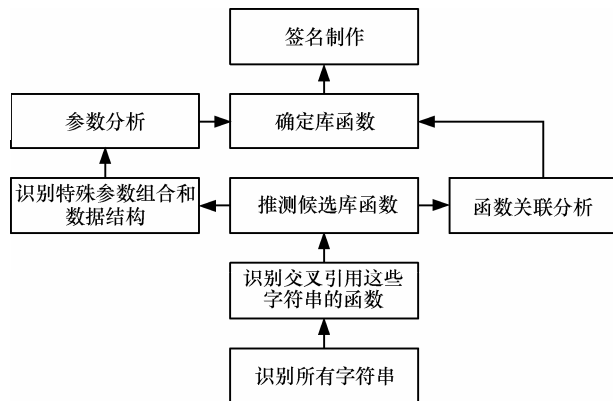 签名制作
参数分析
确定库函数
识别特殊参数组合和
数据结构
推测候选库函数
函数关联分析
识别交叉引用这些
字符串的函数
识别所有字符串